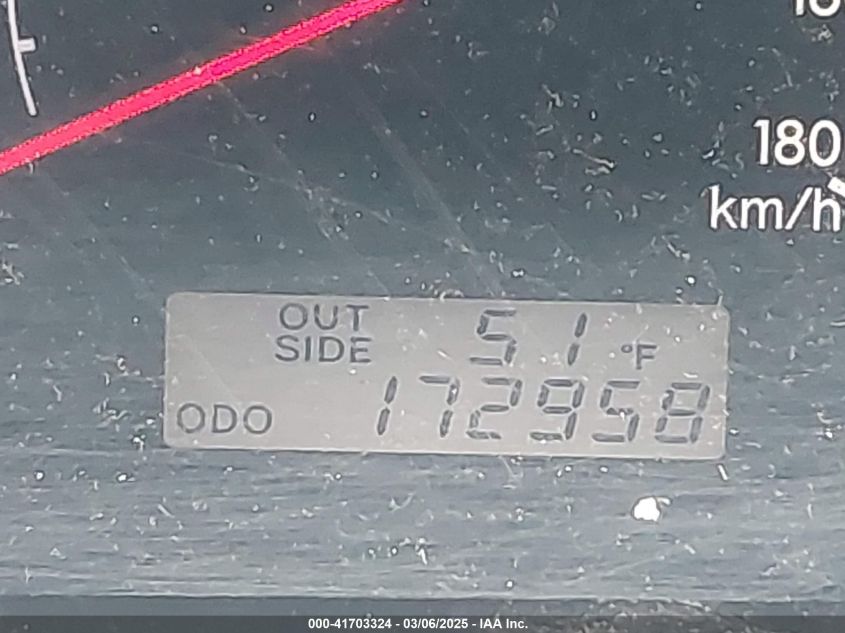 180
km/h
OUT SIDE 51 °F
ODO 172958
000-41703324 - 03/06/2025 - IAA Inc.